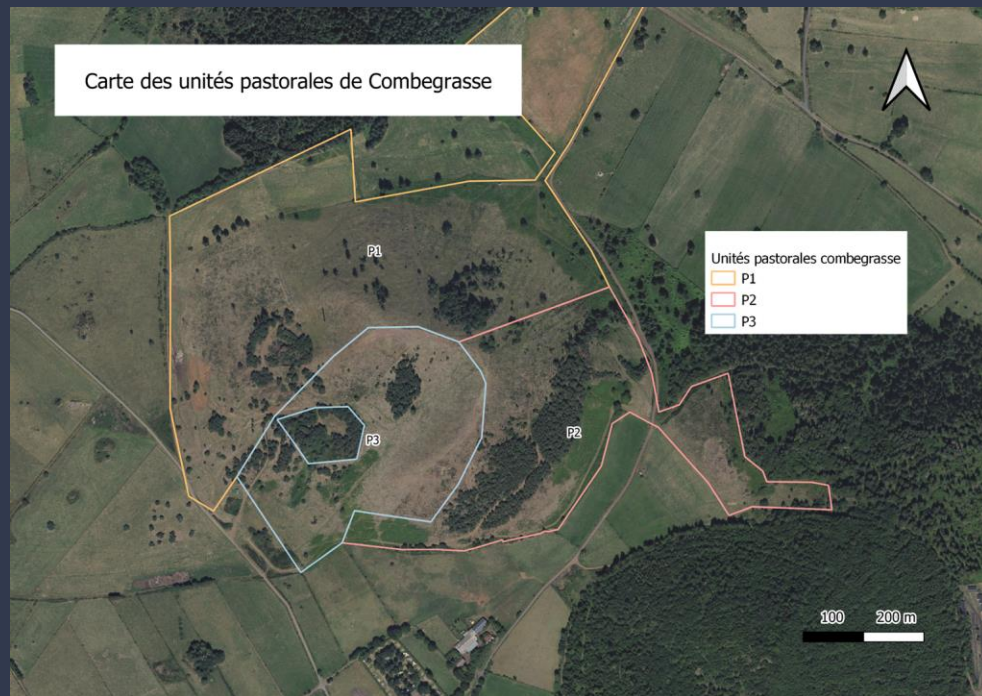 Carte des unités pastorales de Combegrasse
P1
Unités pastorales combegrasse
P1
P2
P3
P2
P3
100 200 m